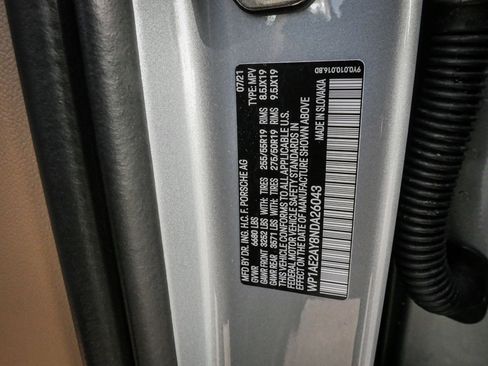 MFD BY DR. ING. H.C. F. PORSCHE AG 07/21
GVWR 6680 LBS TYPE: MPV
GAWR FRONT 3252 LBS WITH TIRES 255/55R19 RIMS 8.5JX19
GAWR REAR 3671 LBS WITH TIRES 275/50R19 RIMS 9.5JX19
THIS VEHICLE CONFORMS TO ALL APPLICABLE U.S.
FEDERAL MOTOR VEHICLE SAFETY STANDARDS IN
EFFECT ON THE DATE OF MANUFACTURE SHOWN ABOVE
WP1AE2AY8NDA26043 MADE IN SLOVAKIA
9Y0.010.016.BD